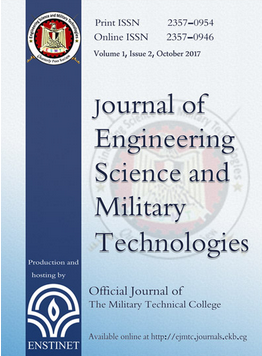 Print ISSN 2357-0954
Online ISSN 2357-0946
Volume 1, Issue 2, October 2017
Journal of
Engineering
Science and
Military
Technologies
Production and
hosting by
ENSTINET
Official Journal of
The Military Technical College
Available online at http://ejmtc.journals.ekb.eg